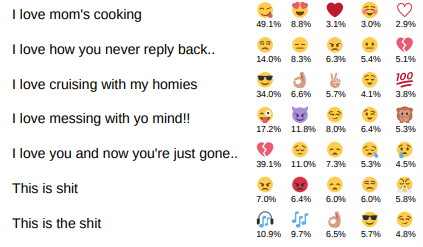 I love mom's cooking
49.1% 8.8% 3.1% 3.0% 2.9%
I love how you never reply back..
14.0% 8.3% 6.3% 5.4% 5.1%
I love cruising with my homies
34.0% 6.6% 5.7% 4.1% 3.8%
I love messing with yo mind!!
17.2% 11.8% 8.0% 6.4% 5.3%
I love you and now you're just gone..
39.1% 11.0% 7.3% 5.3% 4.5%
This is shit
7.0% 6.4% 6.0% 6.0% 5.8%
This is the shit
10.9% 9.7% 6.5% 5.7% 4.8%